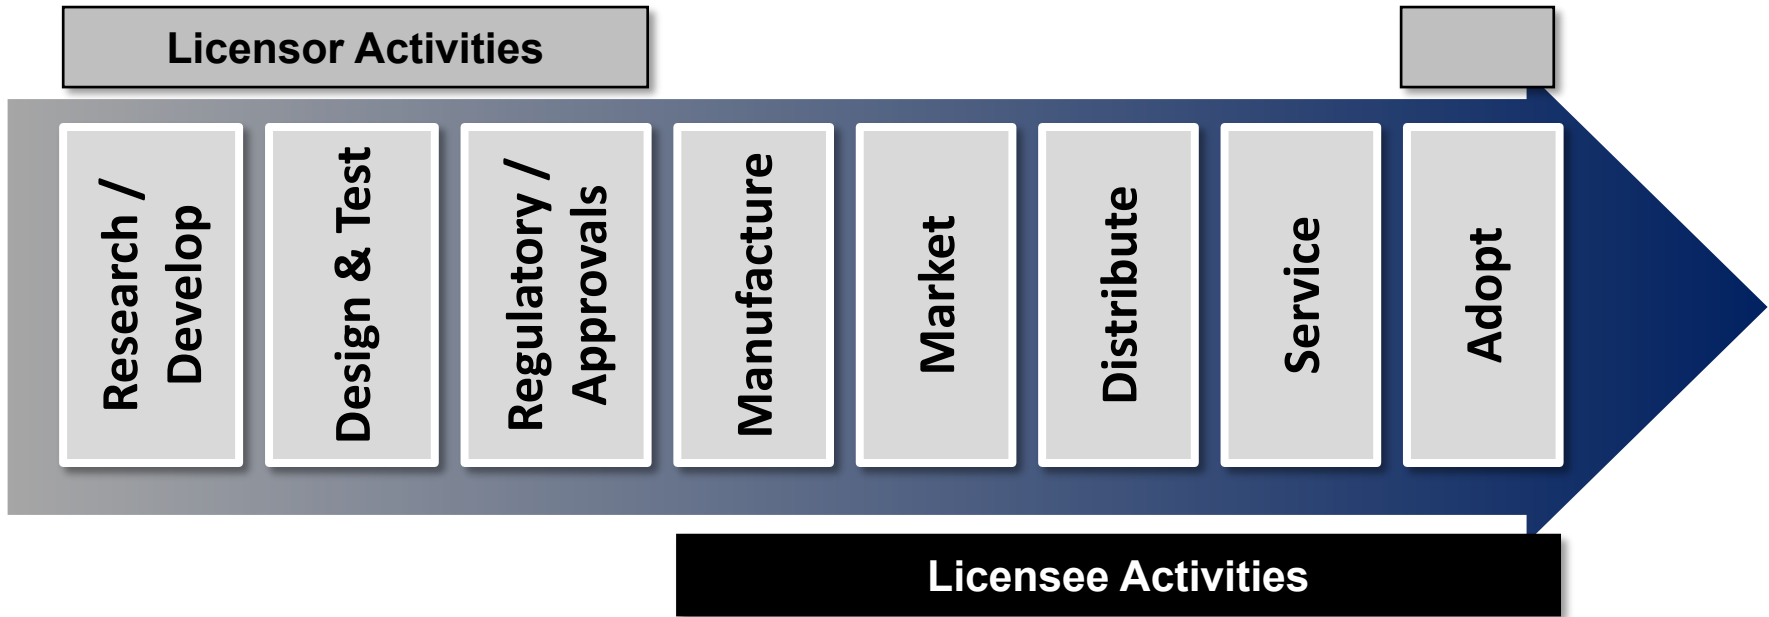 Licensor Activities
Research /
Develop
Design & Test
Regulatory /
Approvals
Manufacture
Market
Distribute
Service
Adopt
Licensee Activities